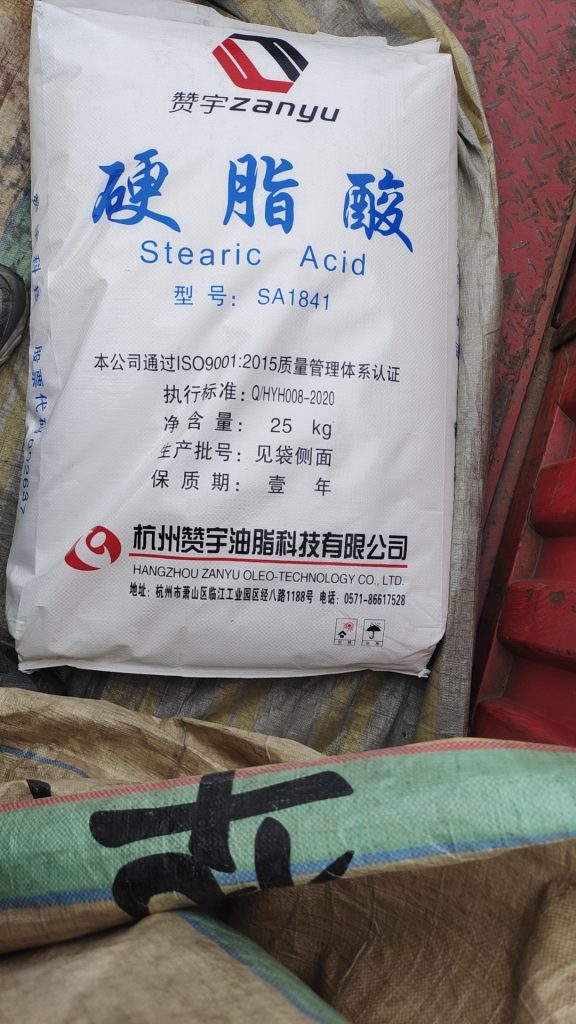 赞宇zanyu
硬脂酸
Stearic Acid
型号：SA1841
本公司通过ISO9001:2015质量管理体系认证
执行标准：Q/HYH008-2020
净含量：25 kg
生产批号：见袋侧面
保质期：壹年
杭州赞宇油脂科技有限公司
HANGZHOU ZANYU OLEO-TECHNOLOGY CO., LTD.
地址：杭州市萧山区临江工业园区经八路1188号 电话：0571-86617528
股票代码：002637